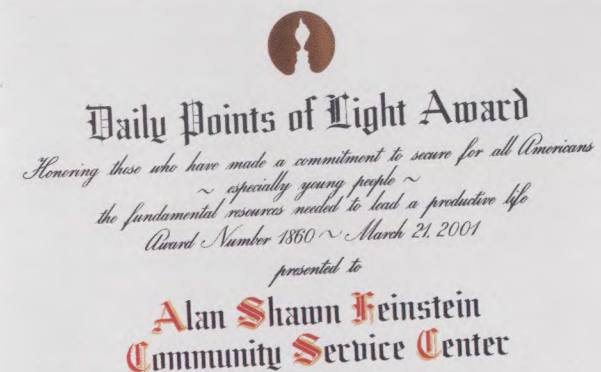 Daily Points of Light Award
Honoring those who have made a commitment to secure for all Americans
~ especially young people ~
the fundamental resources needed to lead a productive life
Award Number 1860 ~ March 21, 2001
presented to
Alan Shawn Feinstein
Community Service Center